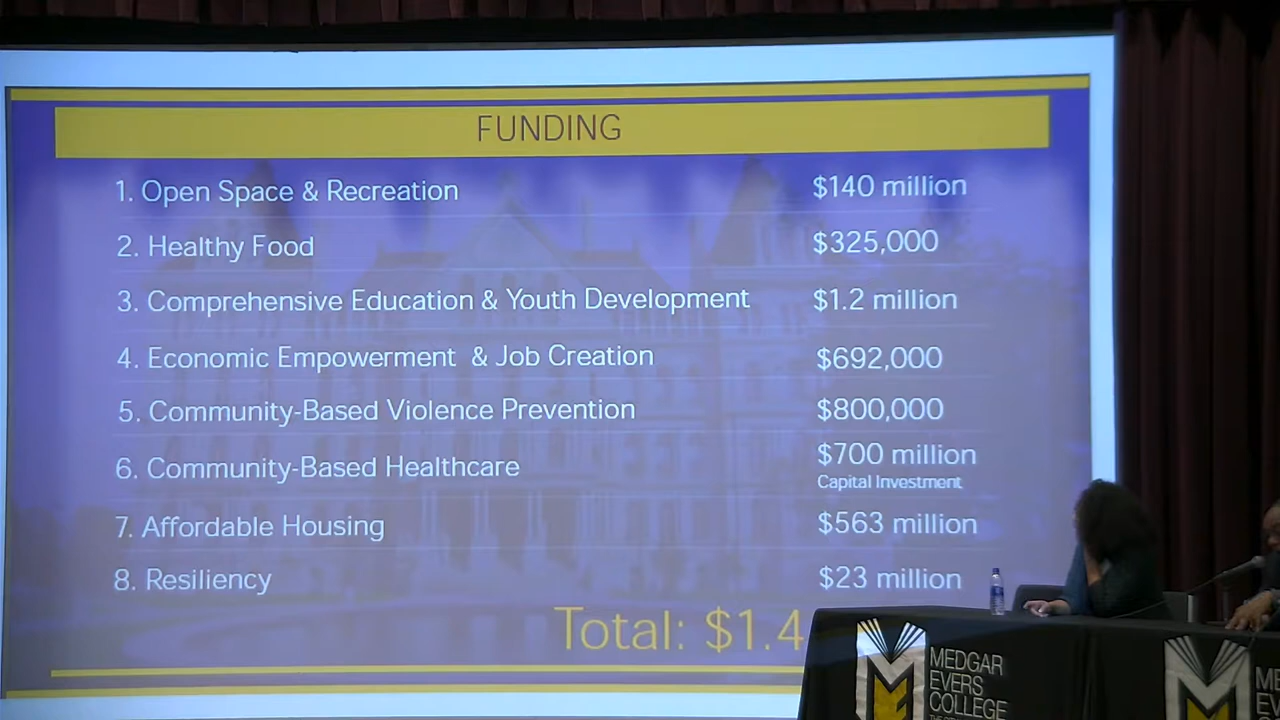 FUNDING
1. Open Space & Recreation $140 million
2. Healthy Food $325,000
3. Comprehensive Education & Youth Development $1.2 million
4. Economic Empowerment & Job Creation $692,000
5. Community-Based Violence Prevention $800,000
6. Community-Based Healthcare $700 million
Capital Investment
7. Affordable Housing $563 million
8. Resiliency $23 million
Total: $1.4
MEDGAR
EVERS
COLLEGE
ME
EV